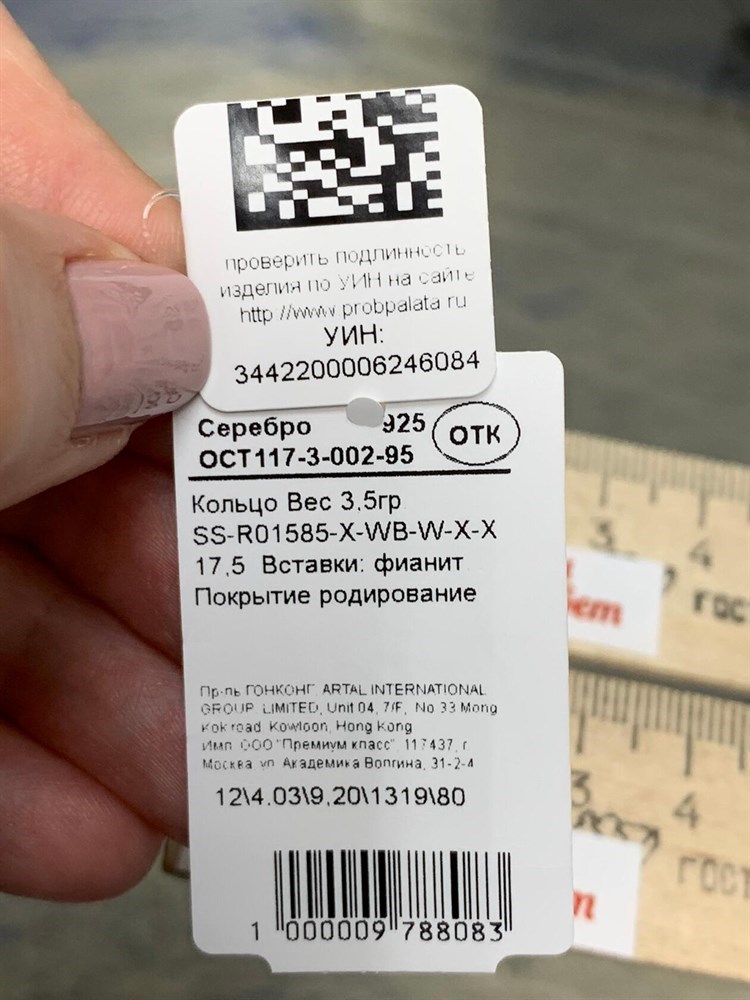 проверить подлинность
изделия по УИН на сайте
http://www.probpalata.ru
УИН:
3442200006246084
Серебро 925
ОТК
ОСТ117-3-002-95
Кольцо Вес 3,5гр
SS-R01585-X-WB-W-X-X
17,5 Вставки: фианит
Покрытие родирование
Пр-ль ГОНКОНГ, ARTAL INTERNATIONAL
GROUP LIMITED, Unit 04, 7/F, No 33 Mong
Kok road, Kowloon, Hong Kong
Имп. ООО "Премиум класс", 117437, г
Москва, ул. Академика Волгина, 31-2-4
12\4.03\9,20\1319\80
1 000009 788083
3 4
гос
3 4
ГОСТ